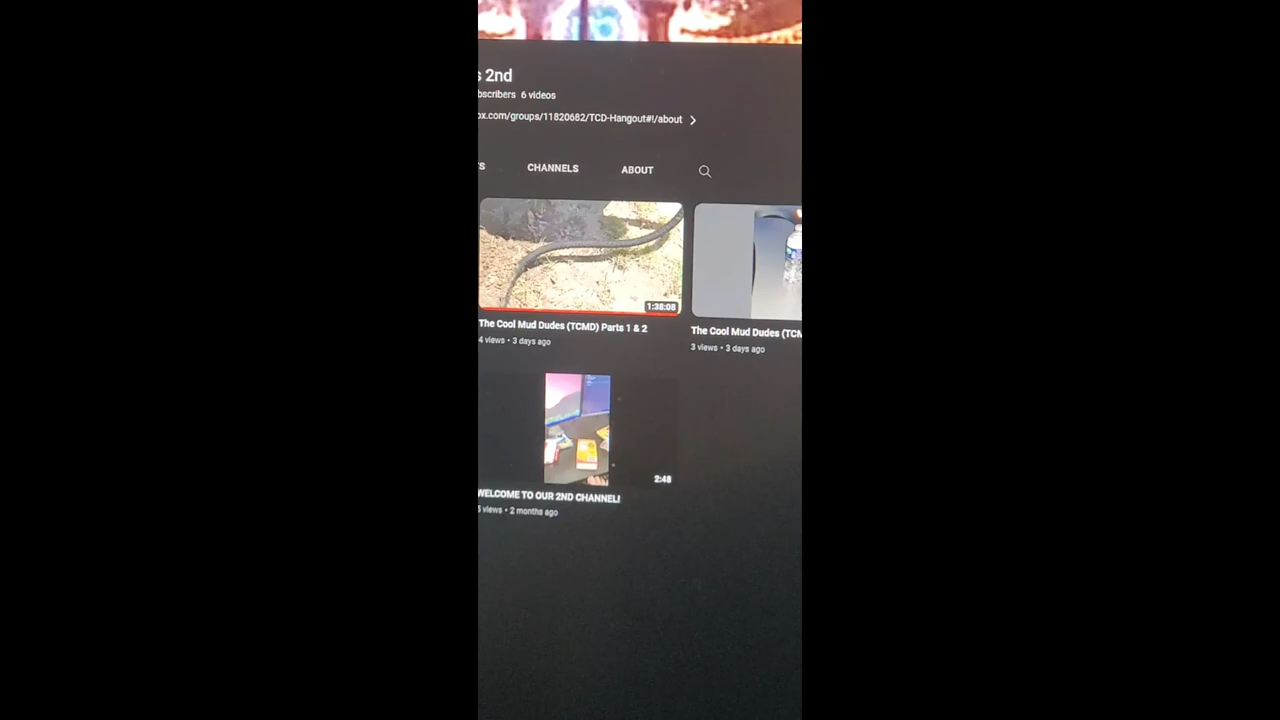 s 2nd
bscribers 6 videos
ox.com/groups/11820682/TCD-Hangout#!/about
TS CHANNELS ABOUT
1:38:08
The Cool Mud Dudes (TCMD) Parts 1 & 2
4 views • 3 days ago
The Cool Mud Dudes (TCM
3 views • 3 days ago
2:48
WELCOME TO OUR 2ND CHANNEL!
5 views • 2 months ago